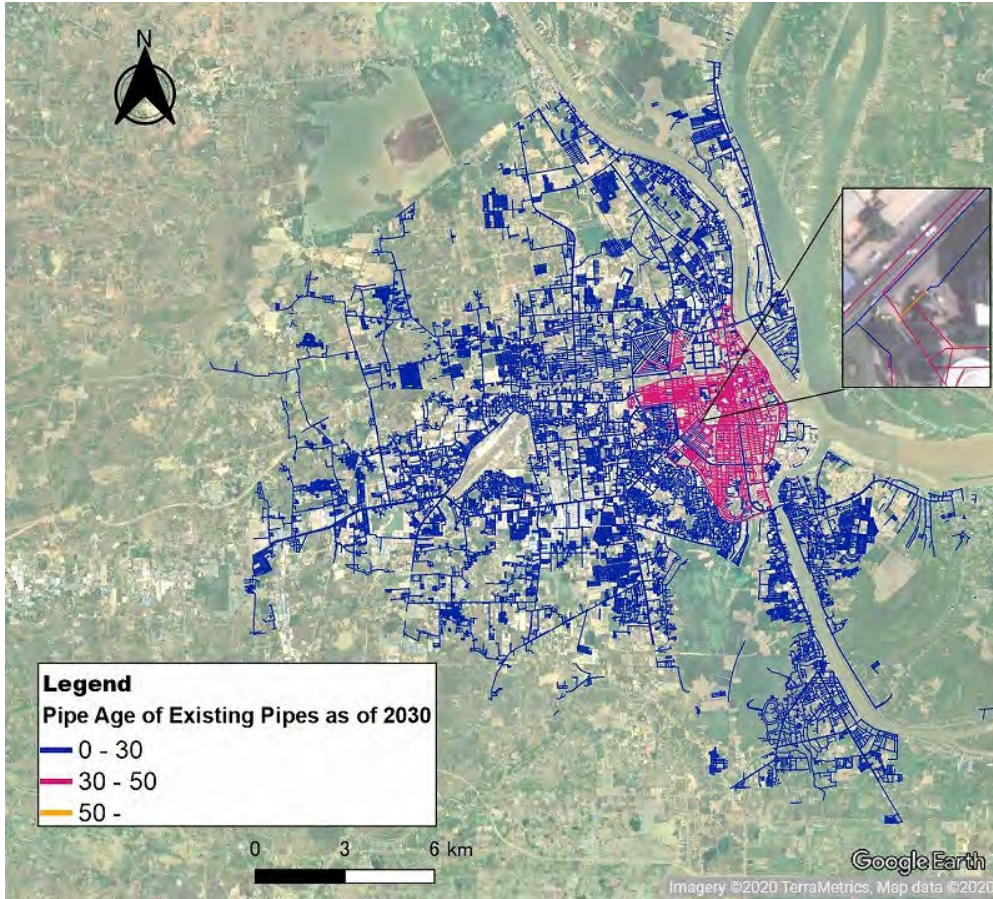 N
Legend
Pipe Age of Existing Pipes as of 2030
0 - 30
30 - 50
50 -
0 3 6 km
Google Earth
Imagery ©2020 TerraMetrics, Map data ©2020